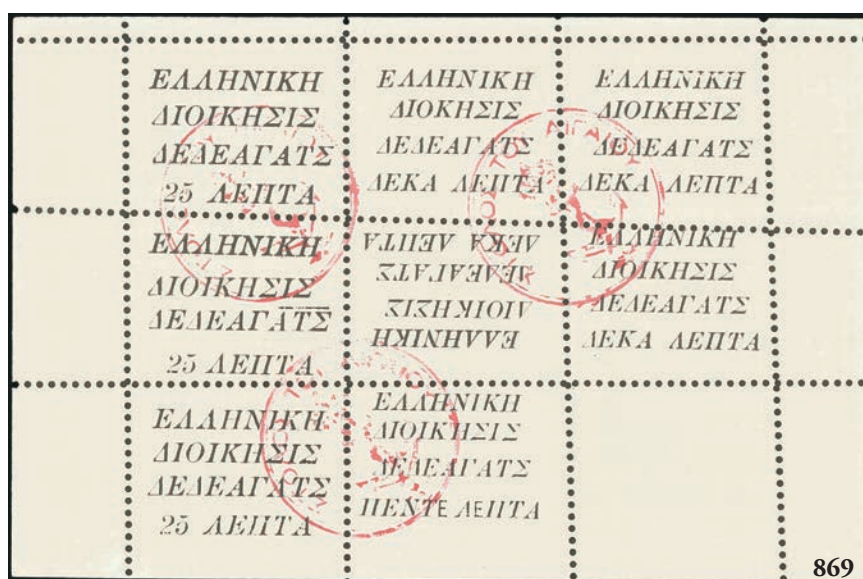 ΕΛΛΗΝΙΚΗ
ΔΙΟΙΚΗΣΙΣ
ΔΕΔΕΑΓΑΤΣ
25 ΛΕΠΤΑ
ΕΛΛΗΝΙΚΗ
ΔΙΟΚΗΣΙΣ
ΔΕΔΕΑΓΑΤΣ
ΔΕΚΑ ΛΕΠΤΑ
ΕΛΛΗΝΙΚΗ
ΔΙΟΙΚΗΣΙΣ
ΔΕΔΕΑΓΑΤΣ
ΔΕΚΑ ΛΕΠΤΑ
ΤΟΥ ΑΙΓΑΙΟΥ
ΕΛΛΗΝΙΚΗ
ΔΙΟΙΚΗΣΙΣ
ΔΕΔΕΑΓΑΤΣ
25 ΛΕΠΤΑ
ΕΛΛΗΝΙΚΗ
ΔΙΟΙΚΗΣΙΣ
ΔΕΔΕΑΓΑΤΣ
ΔΕΚΑ ΛΕΠΤΑ
ΕΛΛΗΝΙΚΗ
ΔΙΟΙΚΗΣΙΣ
ΔΕΔΕΑΓΑΤΣ
ΔΕΚΑ ΛΕΠΤΑ
ΕΛΛΗΝΙΚΗ
ΔΙΟΙΚΗΣΙΣ
ΔΕΔΕΑΓΑΤΣ
25 ΛΕΠΤΑ
ΕΛΛΗΝΙΚΗ
ΔΙΟΙΚΗΣΙΣ
ΔΕΔΕΑΓΑΤΣ
ΠΕΝΤΕ ΛΕΠΤΑ
869